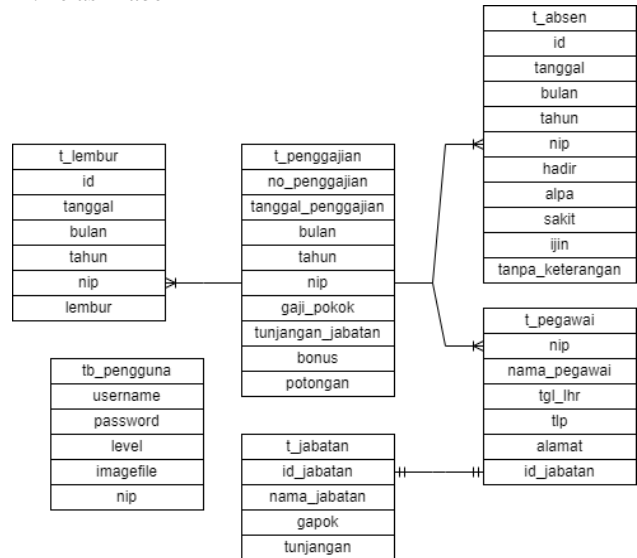 t_absen
id
tanggal
bulan
tahun
nip
hadir
alpa
sakit
ijin
tanpa_keterangan
t_lembur
id
tanggal
bulan
tahun
nip
lembur
t_penggajian
no_penggajian
tanggal_penggajian
bulan
tahun
nip
gaji_pokok
tunjangan_jabatan
bonus
potongan
t_pegawai
nip
nama_pegawai
tgl_lhr
tlp
alamat
id_jabatan
tb_pengguna
username
password
level
imagefile
nip
t_jabatan
id_jabatan
nama_jabatan
gapok
tunjangan